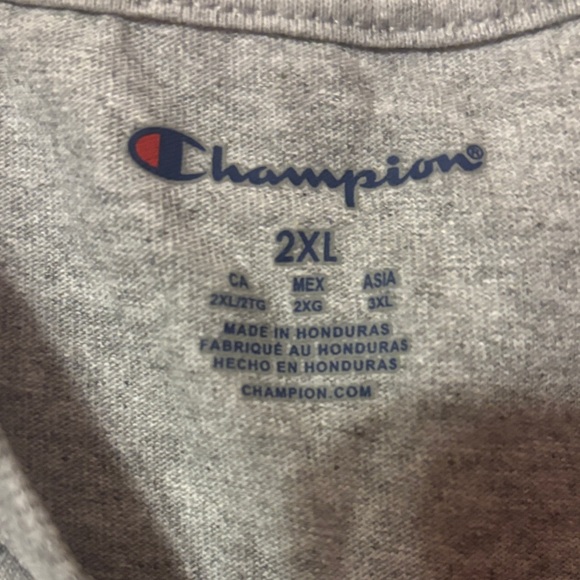 Champion®
2XL
CA MEX ASIA
2XL/2TG 2XG 3XL
MADE IN HONDURAS
FABRIQUÉ AU HONDURAS
HECHO EN HONDURAS
CHAMPION.COM